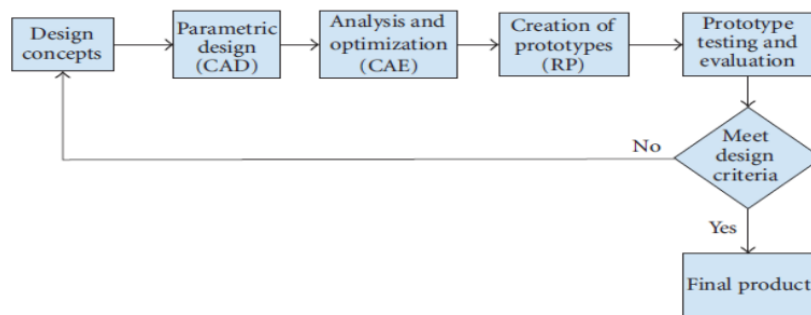 Design
concepts
Parametric
design
(CAD)
Analysis and
optimization
(CAE)
Creation of
prototypes
(RP)
Prototype
testing and
evaluation
No
Meet
design
criteria
Yes
Final product